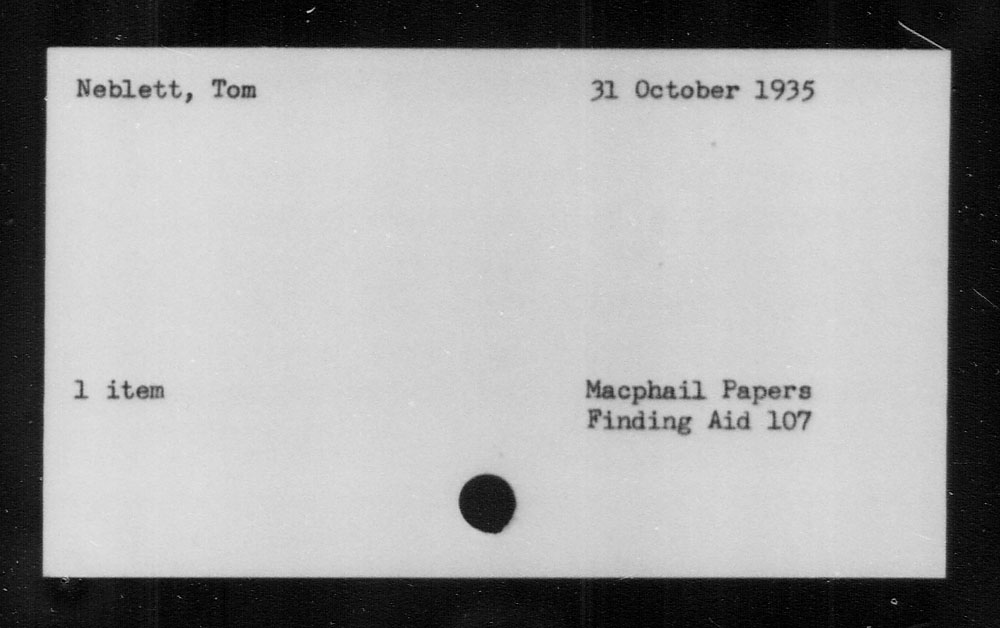 Neblett, Tom 31 October 1935
1 item Macphail Papers
Finding Aid 107